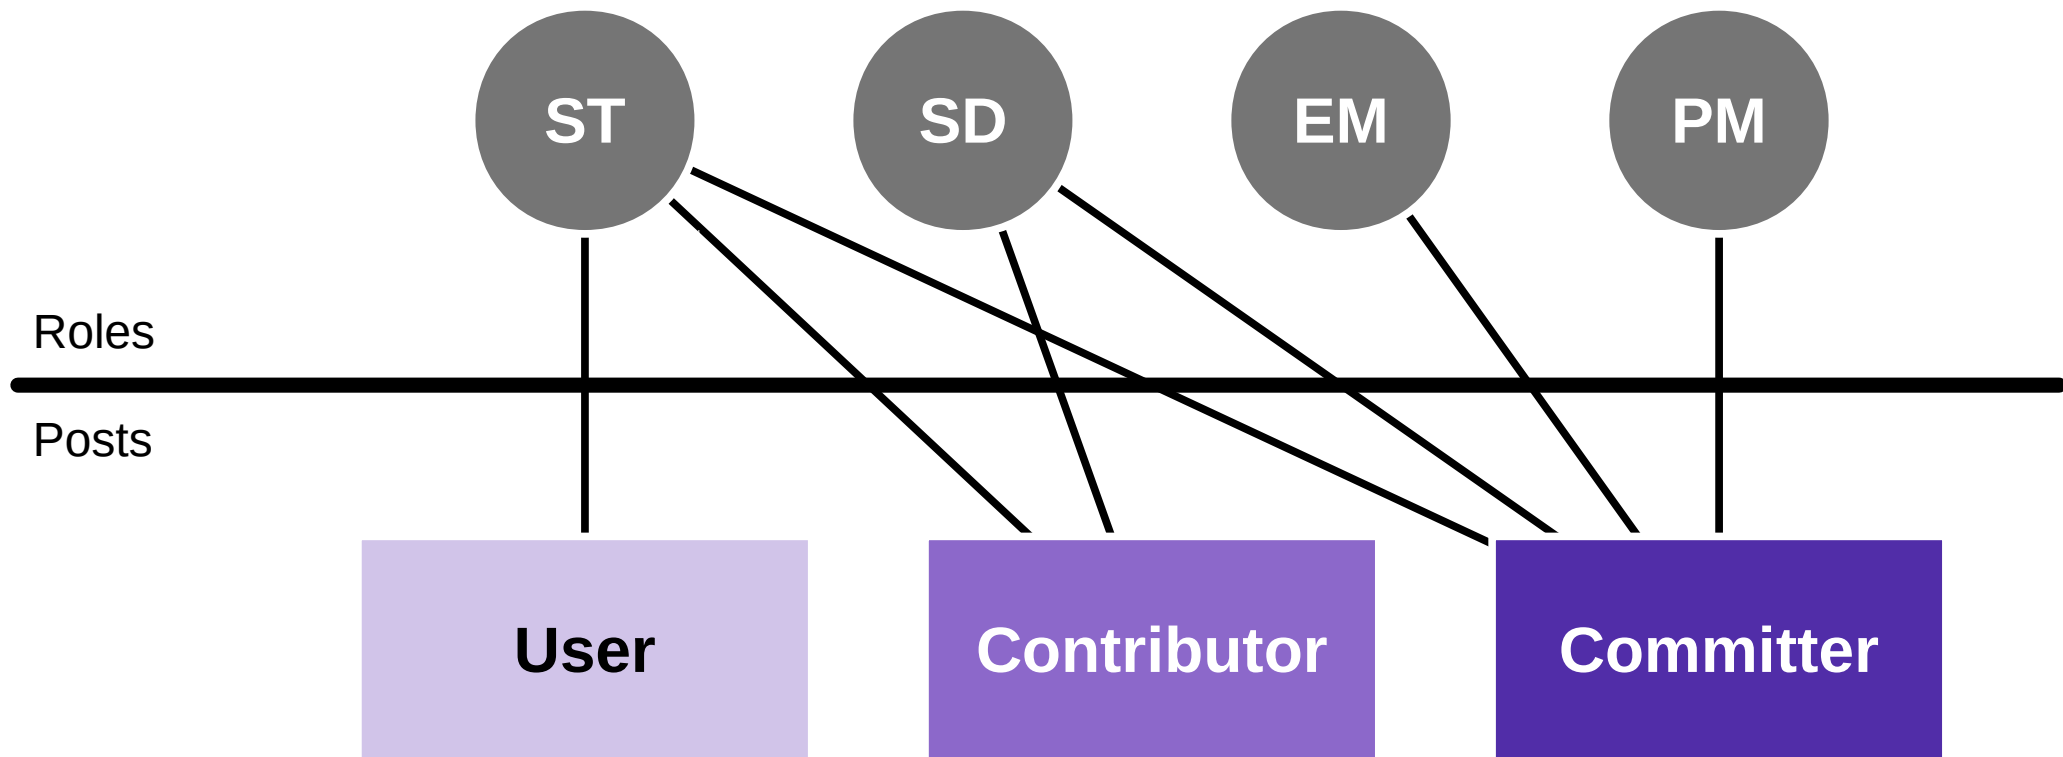 ST
SD
EM
PM
Roles
Posts
User
Contributor
Committer